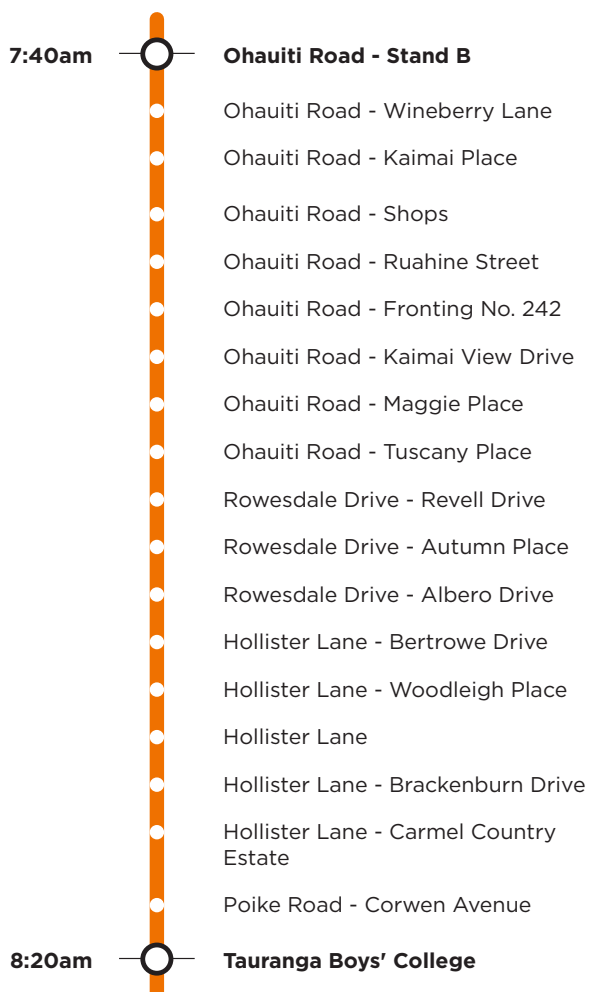 7:40am Ohauiti Road - Stand B
Ohauiti Road - Wineberry Lane
Ohauiti Road - Kaimai Place
Ohauiti Road - Shops
Ohauiti Road - Ruahine Street
Ohauiti Road - Fronting No. 242
Ohauiti Road - Kaimai View Drive
Ohauiti Road - Maggie Place
Ohauiti Road - Tuscany Place
Rowesdale Drive - Revell Drive
Rowesdale Drive - Autumn Place
Rowesdale Drive - Albero Drive
Hollister Lane - Bertrowe Drive
Hollister Lane - Woodleigh Place
Hollister Lane
Hollister Lane - Brackenburn Drive
Hollister Lane - Carmel Country
Estate
Poike Road - Corwen Avenue
8:20am Tauranga Boys' College